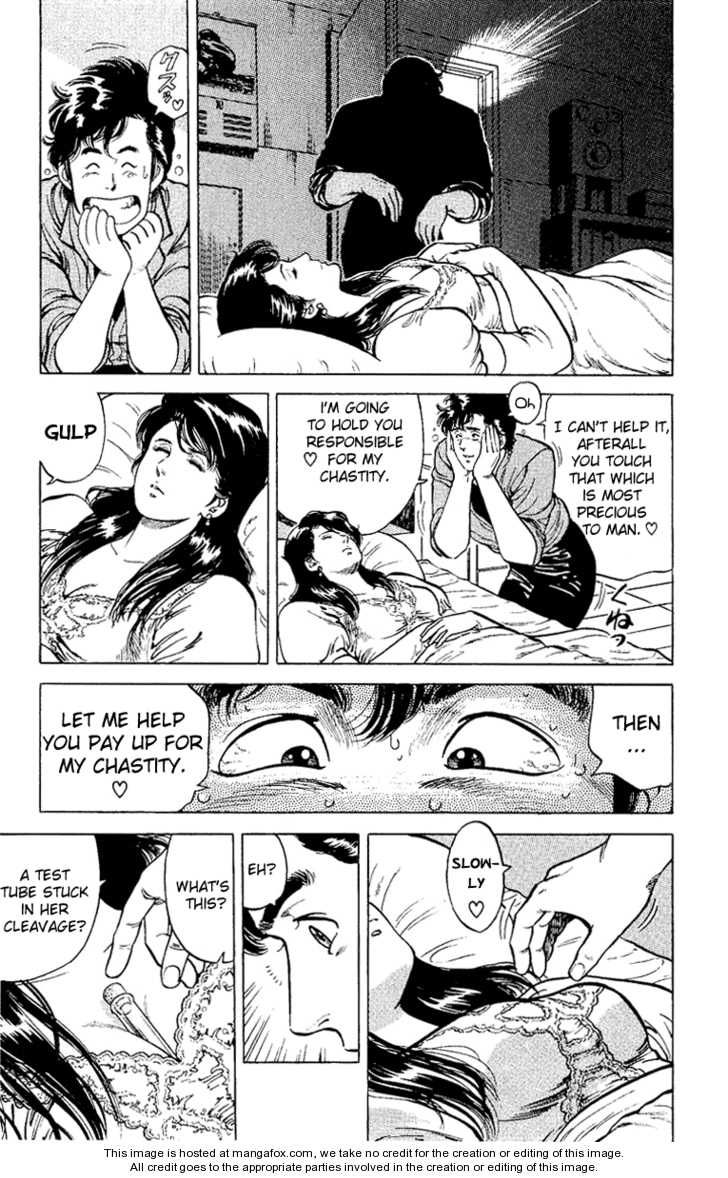 クスッ♡
I CAN'T HELP IT,
AFTERALL
YOU TOUCH
THAT WHICH
IS MOST
PRECIOUS
TO MAN. ♡
Oh
くねっ
I'M GOING
TO HOLD YOU
RESPONSIBLE
♡ FOR MY
CHASTITY.
GULP
THEN
...
LET ME HELP
YOU PAY UP FOR
MY CHASTITY.
♡
SLOW-
LY
♡
EH?
WHAT'S
THIS?
A TEST
TUBE STUCK
IN HER
CLEAVAGE?
This image is hosted at mangafox.com, we take no credit for the creation or editing of this image.
All credit goes to the appropriate parties involved in the creation or editing of this image.